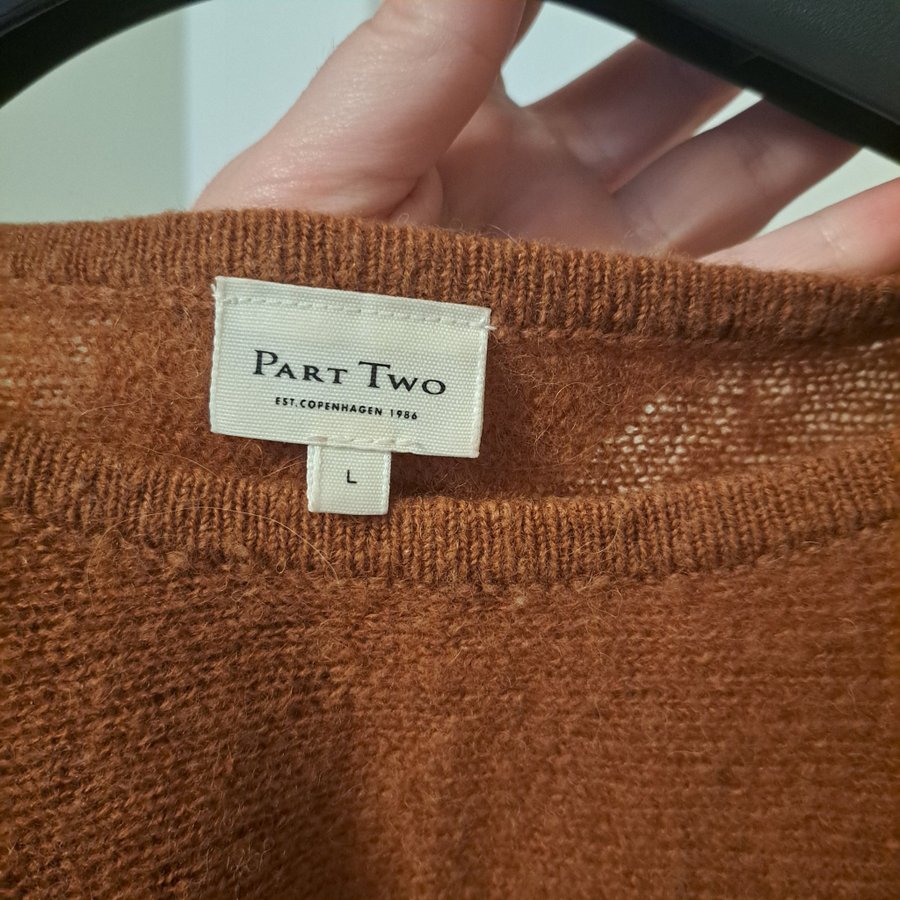 PART TWO
EST. COPENHAGEN 1986
L